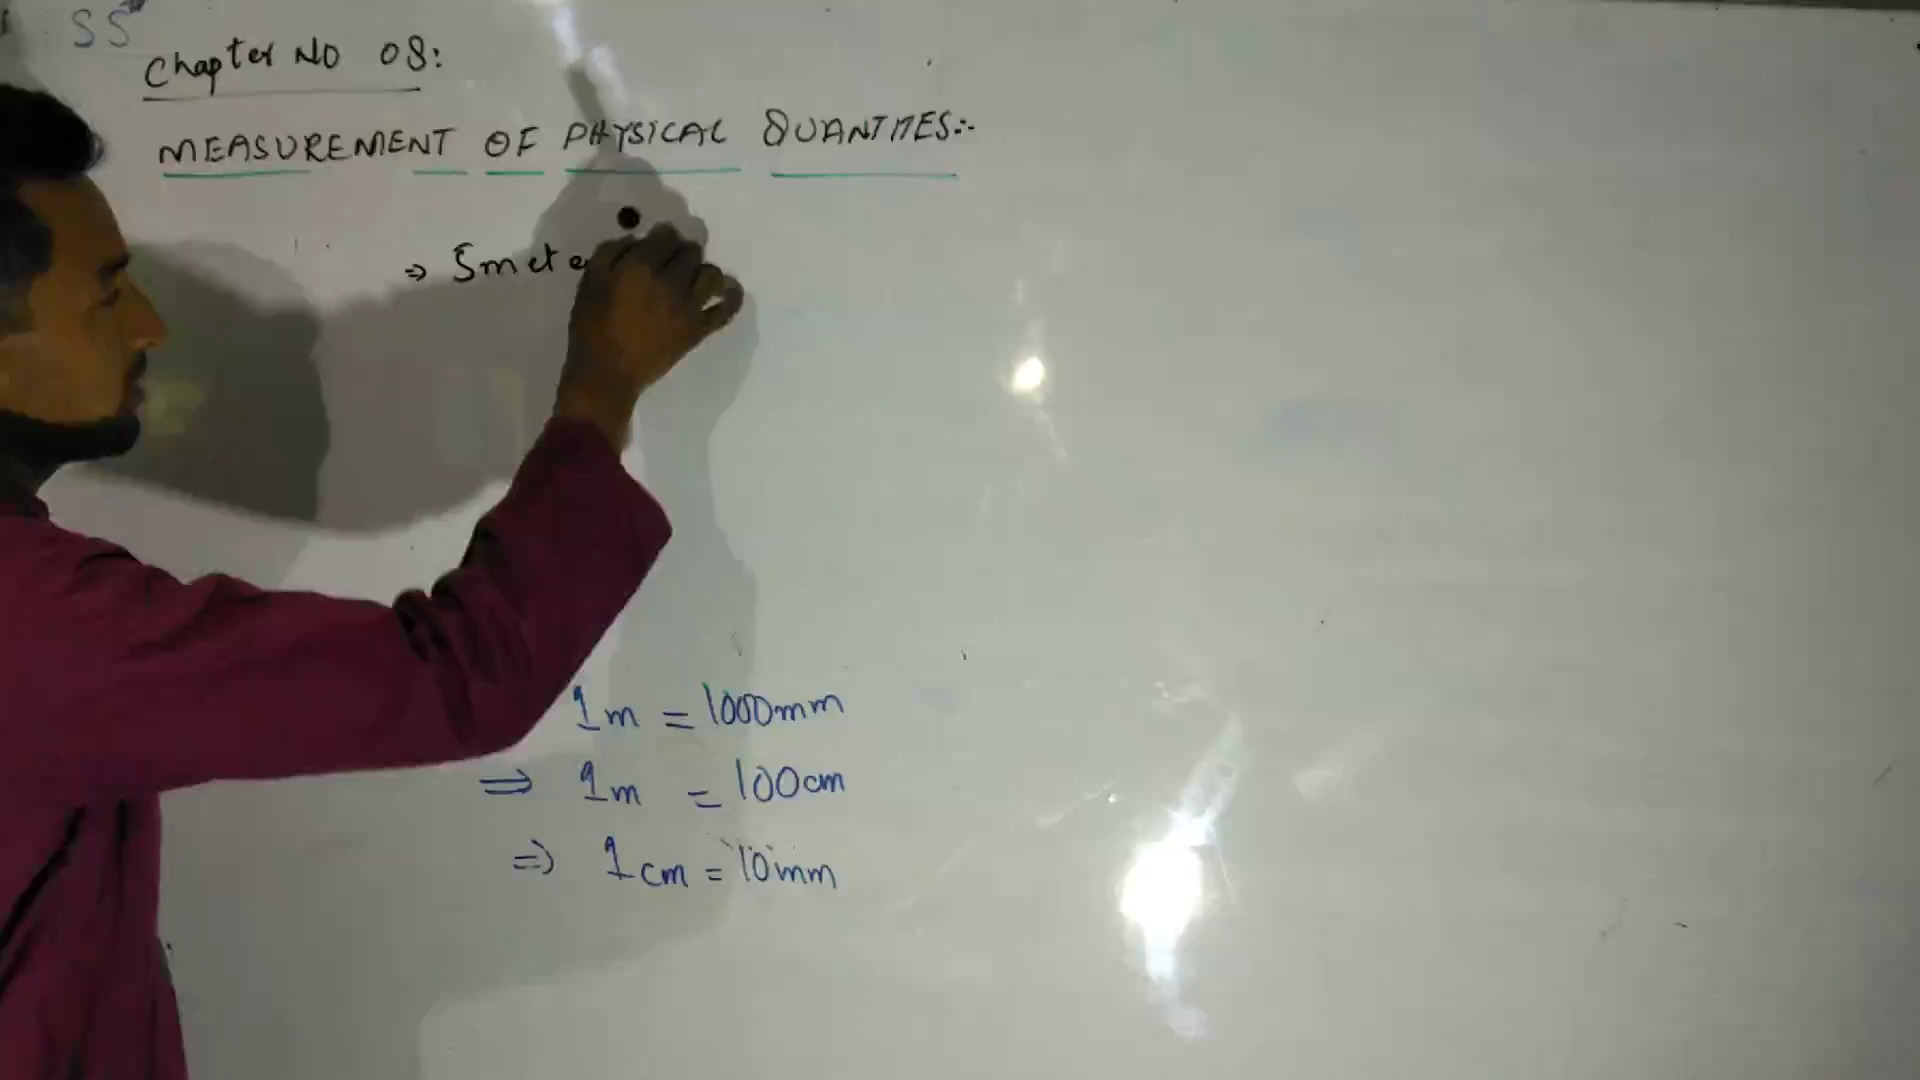 SS
Chapter NO 08:
MEASUREMENT OF PHYSICAL QUANTITIES:-
⇒ 5mete
1m = 1000mm
⇒ 1m = 100cm
⇒ 1cm = 10mm